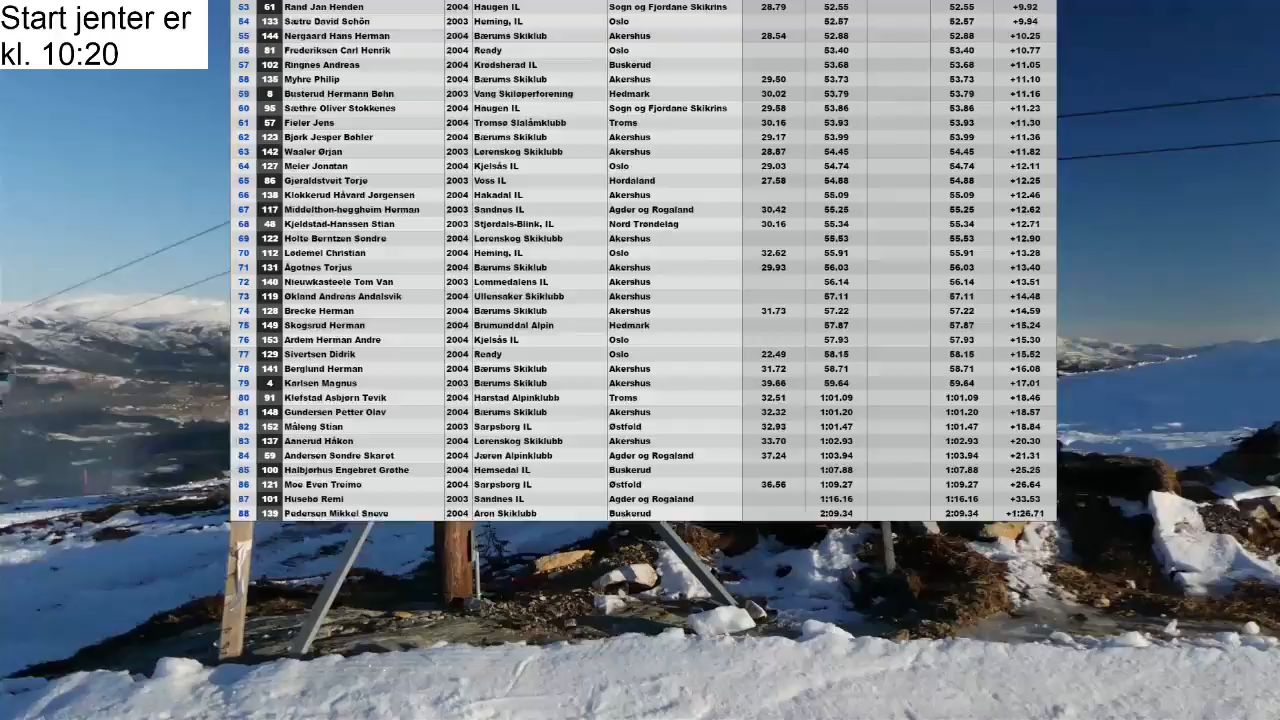 Start jenter er
kl. 10:20
53 61 Rand Jan Henden 2004 Haugen IL Sogn og Fjordane Skikrins 28.79 52.55 52.55 +9.92
54 133 Sætre David Schön 2003 Heming, IL Oslo 52.57 52.57 +9.94
55 144 Nergaard Hans Herman 2004 Bærums Skiklub Akershus 28.54 52.88 52.88 +10.25
56 81 Frederiksen Carl Henrik 2004 Ready Oslo 53.40 53.40 +10.77
57 102 Ringnes Andreas 2004 Krødsherad IL Buskerud 53.68 53.68 +11.05
58 135 Myhre Philip 2004 Bærums Skiklub Akershus 29.50 53.73 53.73 +11.10
59 8 Busterud Hermann Bøhn 2003 Vang Skiløperforening Hedmark 30.02 53.79 53.79 +11.16
60 95 Sæthre Oliver Stokkenes 2004 Haugen IL Sogn og Fjordane Skikrins 29.58 53.86 53.86 +11.23
61 57 Fieler Jens 2004 Tromsø Slalåmklubb Troms 30.16 53.93 53.93 +11.30
62 123 Bjørk Jesper Bøhler 2004 Bærums Skiklub Akershus 29.17 53.99 53.99 +11.36
63 142 Waaler Ørjan 2003 Lørenskog Skiklubb Akershus 28.87 54.45 54.45 +11.82
64 127 Meier Jonatan 2004 Kjelsås IL Oslo 29.03 54.74 54.74 +12.11
65 86 Gjeraldstveit Torje 2003 Voss IL Hordaland 27.58 54.88 54.88 +12.25
66 138 Klokkerud Håvard Jørgensen 2004 Hakadal IL Akershus 55.09 55.09 +12.46
67 117 Middelthon-heggheim Herman 2003 Sandnes IL Agder og Rogaland 30.42 55.25 55.25 +12.62
68 48 Kjeldstad-Hanssen Stian 2003 Stjørdals-Blink, IL Nord Trøndelag 30.16 55.34 55.34 +12.71
69 122 Holte Berntzen Sondre 2004 Lørenskog Skiklubb Akershus 55.53 55.53 +12.90
70 112 Lødemel Christian 2004 Heming, IL Oslo 32.62 55.91 55.91 +13.28
71 131 Ågotnes Torjus 2004 Bærums Skiklub Akershus 29.93 56.03 56.03 +13.40
72 140 Nieuwkasteele Tom Van 2003 Lommedalens IL Akershus 56.14 56.14 +13.51
73 119 Økland Andreas Andalsvik 2004 Ullensaker Skiklubb Akershus 57.11 57.11 +14.48
74 128 Brecke Herman 2004 Bærums Skiklub Akershus 31.73 57.22 57.22 +14.59
75 149 Skogsrud Herman 2004 Brumunddal Alpin Hedmark 57.87 57.87 +15.24
76 153 Ardem Herman Andre 2004 Kjelsås IL Oslo 57.93 57.93 +15.30
77 129 Sivertsen Didrik 2004 Ready Oslo 22.49 58.15 58.15 +15.52
78 141 Berglund Herman 2004 Bærums Skiklub Akershus 31.72 58.71 58.71 +16.08
79 4 Karlsen Magnus 2003 Bærums Skiklub Akershus 39.66 59.64 59.64 +17.01
80 91 Klefstad Asbjørn Tevik 2004 Harstad Alpinklubb Troms 32.51 1:01.09 1:01.09 +18.46
81 148 Gundersen Petter Olav 2004 Bærums Skiklub Akershus 32.32 1:01.20 1:01.20 +18.57
82 152 Måleng Stian 2003 Sarpsborg IL Østfold 32.93 1:01.47 1:01.47 +18.84
83 137 Aanerud Håkon 2004 Lørenskog Skiklubb Akershus 33.70 1:02.93 1:02.93 +20.30
84 59 Andersen Sondre Skaret 2004 Jæren Alpinklubb Agder og Rogaland 37.24 1:03.94 1:03.94 +21.31
85 100 Halbjørhus Engebret Grøthe 2004 Hemsedal IL Buskerud 1:07.88 1:07.88 +25.25
86 121 Moe Even Treimo 2004 Sarpsborg IL Østfold 36.56 1:09.27 1:09.27 +26.64
87 101 Husebø Remi 2003 Sandnes IL Agder og Rogaland 1:16.16 1:16.16 +33.53
88 139 Pedersen Mikkel Sneve 2004 Aron Skiklubb Buskerud 2:09.34 2:09.34 +1:26.71